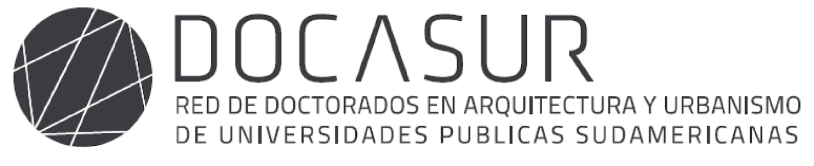 DOCASUR
RED DE DOCTORADOS EN ARQUITECTURA Y URBANISMO
DE UNIVERSIDADES PUBLICAS SUDAMERICANAS